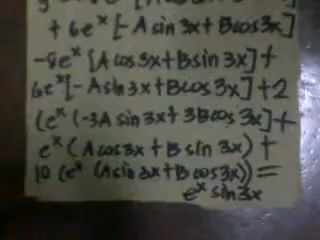 + 6e^x [-A sin 3x + B cos 3x]
-8e^x [A cos 3x + B sin 3x] +
6e^x [-A sin 3x + B cos 3x] + 2
(e^x (-3A sin 3x + 3B cos 3x] +
e^x (A cos 3x + B sin 3x) +
10 (e^x (A sin 3x + B cos 3x)) =
e^x sin 3x